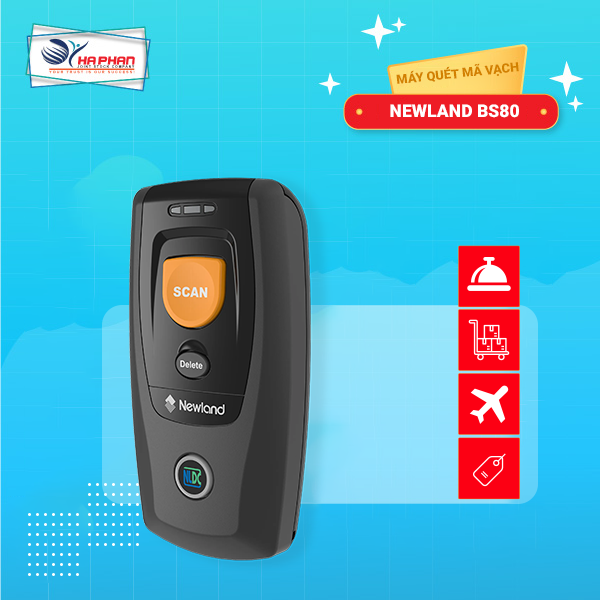 HA PHAN
JOINT STOCK COMPANY
YOUR TRUST IS OUR SUCCESS!
MÁY QUÉT MÃ VẠCH
NEWLAND BS80
SCAN
Delete
Newland
NLDC